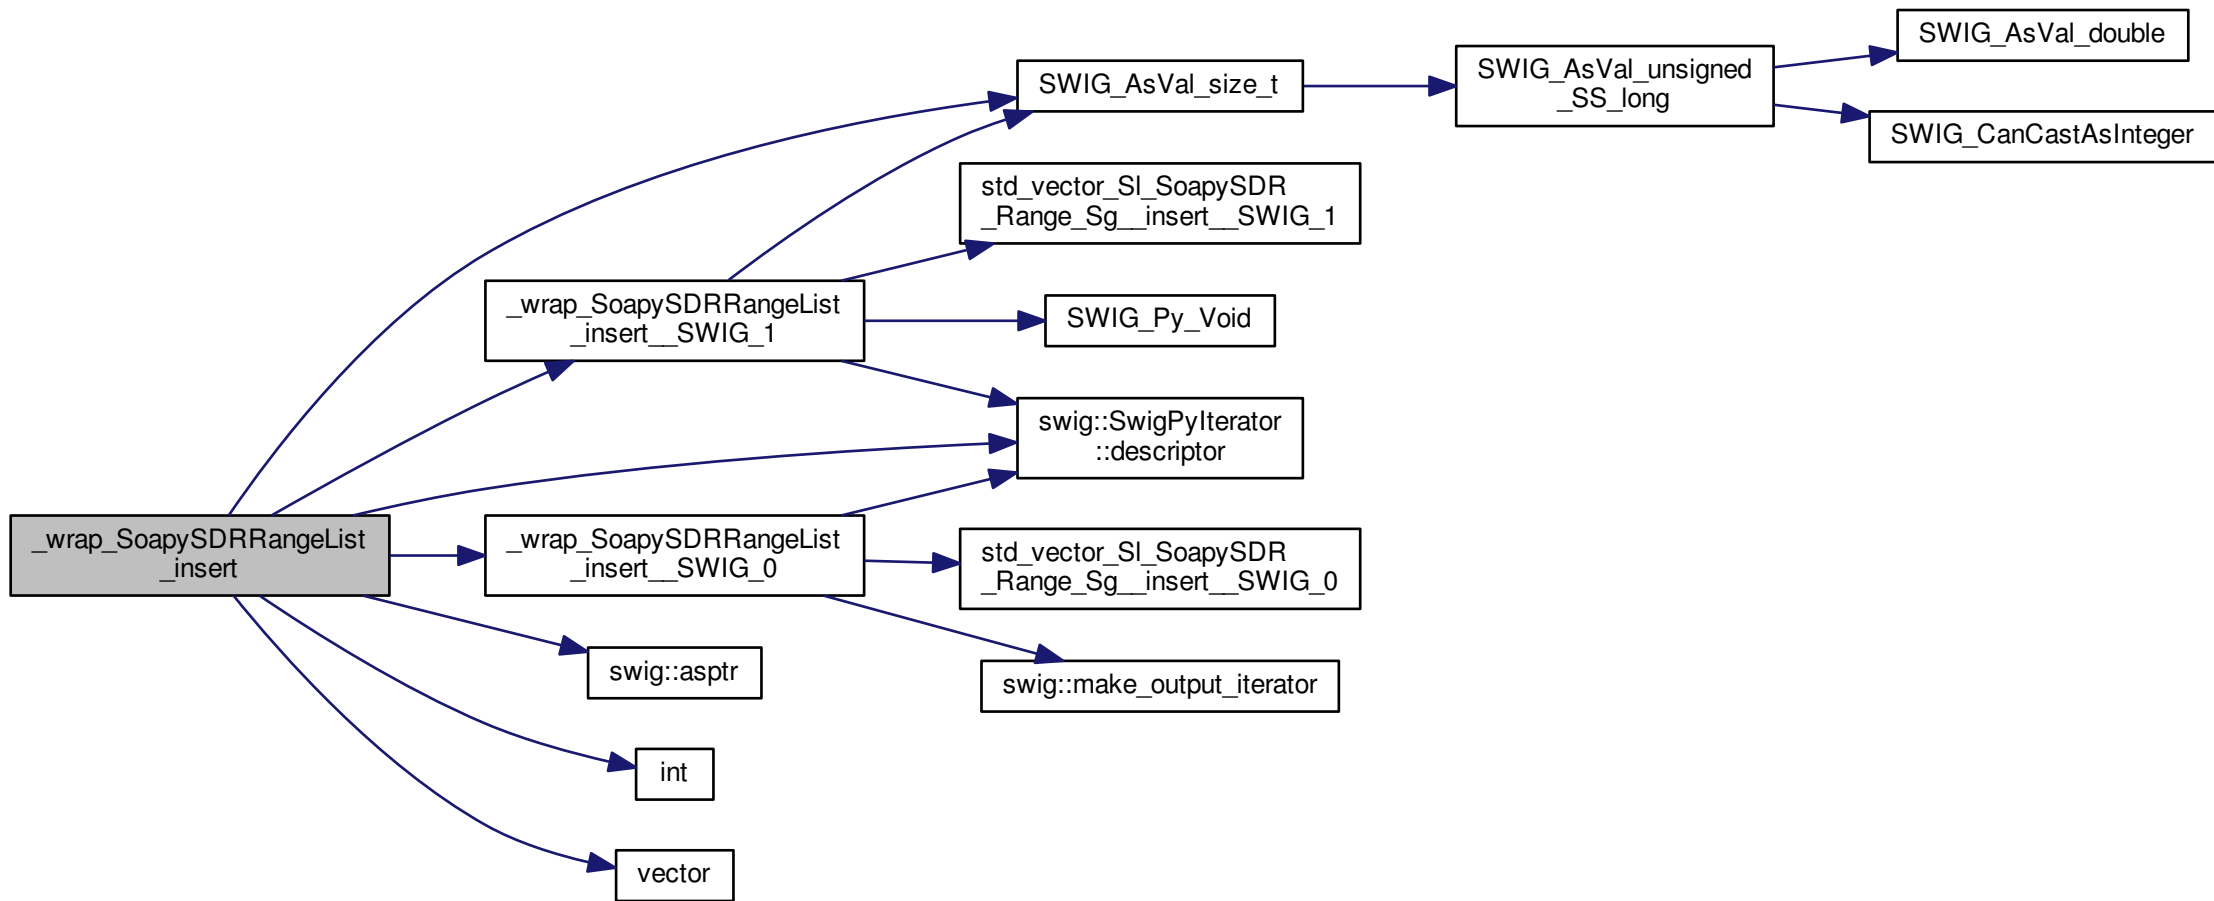 _wrap_SoapySDRRangeList
_insert
_wrap_SoapySDRRangeList
_insert__SWIG_1
_wrap_SoapySDRRangeList
_insert__SWIG_0
swig::asptr
int
vector
SWIG_AsVal_size_t
std_vector_Sl_SoapySDR
_Range_Sg__insert__SWIG_1
SWIG_Py_Void
swig::SwigPyIterator
::descriptor
std_vector_Sl_SoapySDR
_Range_Sg__insert__SWIG_0
swig::make_output_iterator
SWIG_AsVal_unsigned
_SS_long
SWIG_AsVal_double
SWIG_CanCastAsInteger